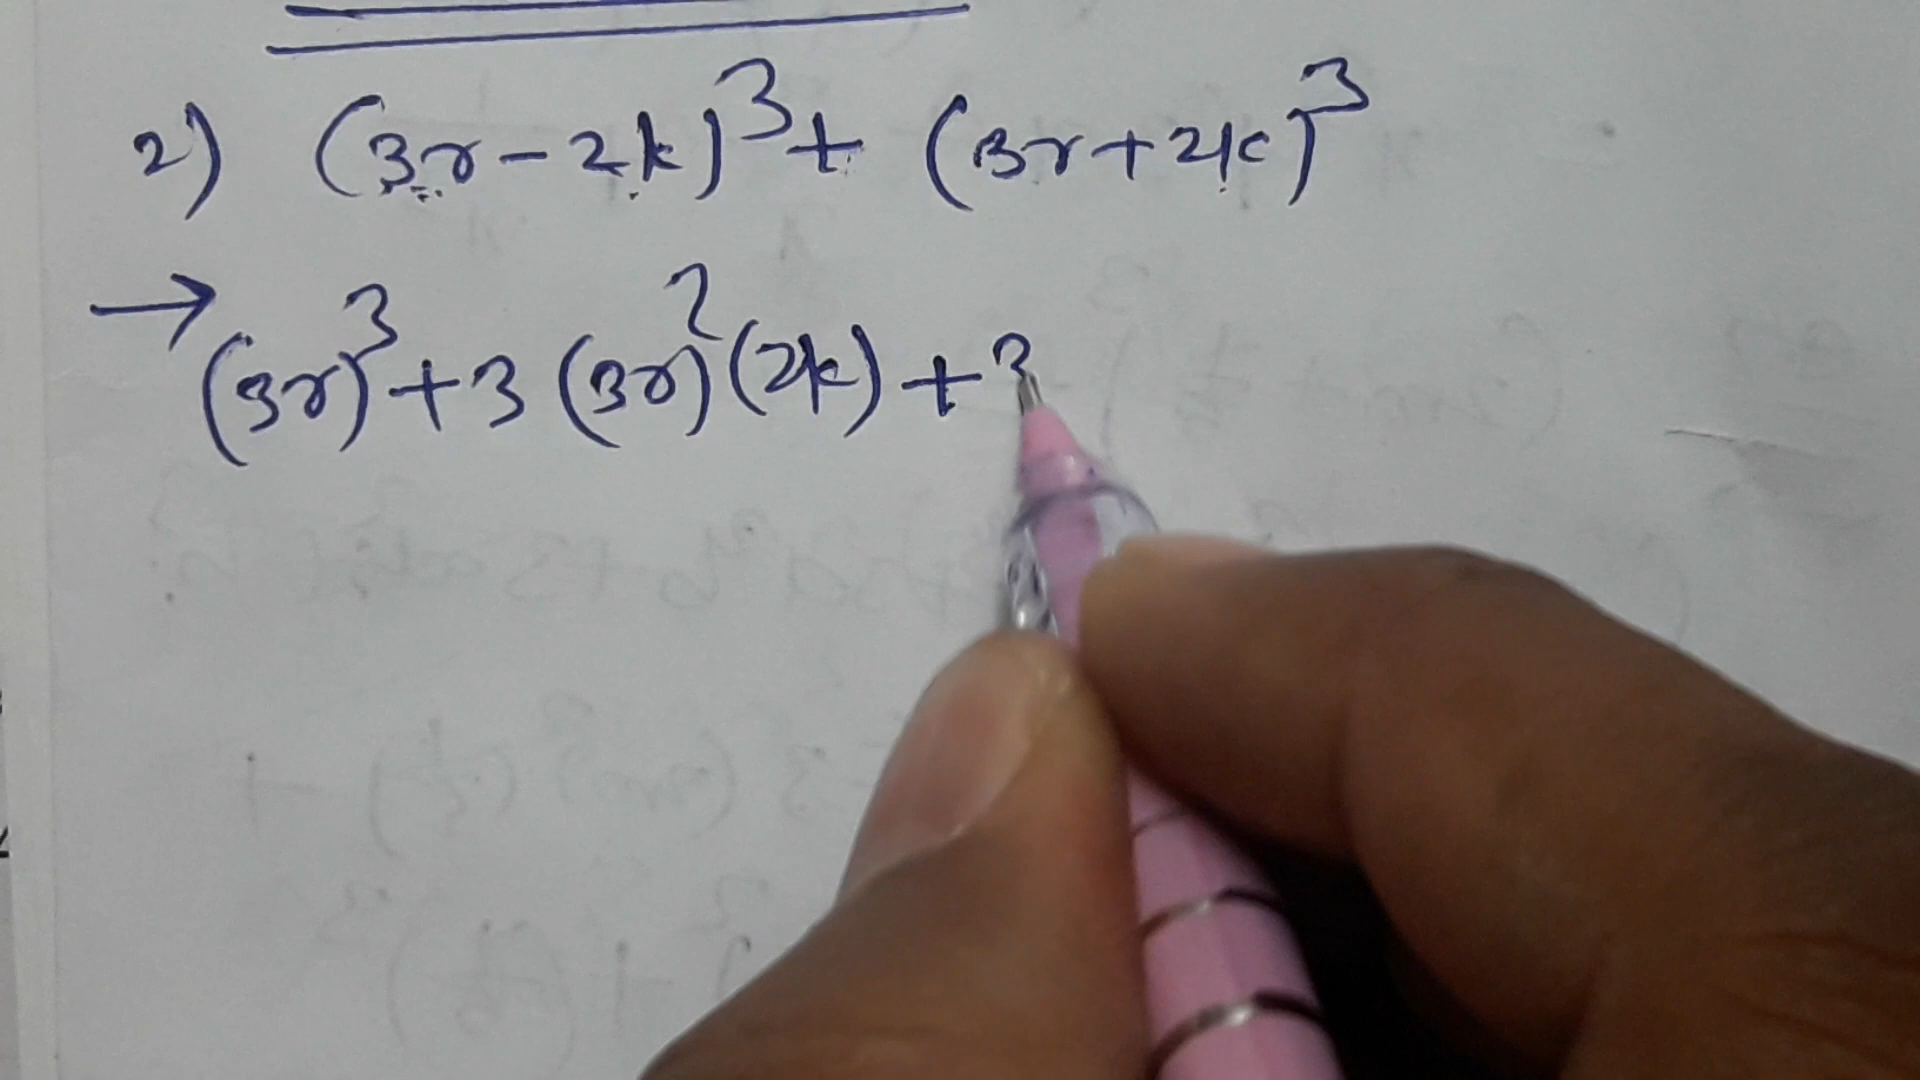 2) (3r-2k)³+ (3r+2k)³
→ (3r)³+3(3r)²(2k)+3